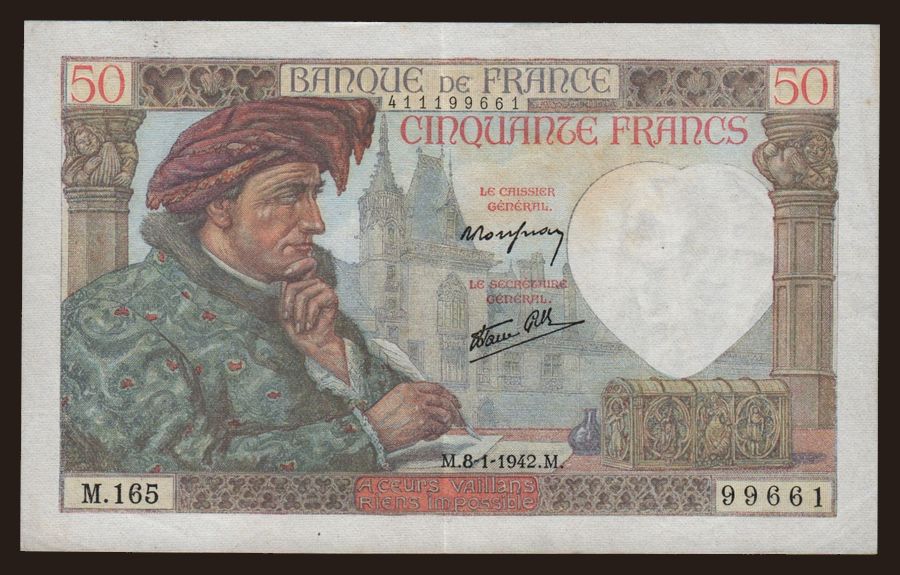 50 BANQUE DE FRANCE 50
411199661
CINQUANTE FRANCS
LE CAISSIER
GÉNÉRAL.
LE SECRÉTAIRE
GÉNÉRAL.
M.8-1-1942.M.
M.165 99661
A CŒURS VAILLANS
RIENS IMPOSSIBLE